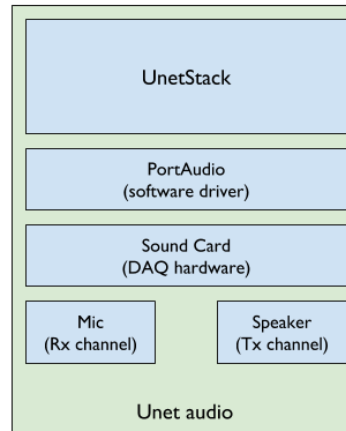 UnetStack
PortAudio
(software driver)
Sound Card
(DAQ hardware)
Mic
(Rx channel)
Speaker
(Tx channel)
Unet audio